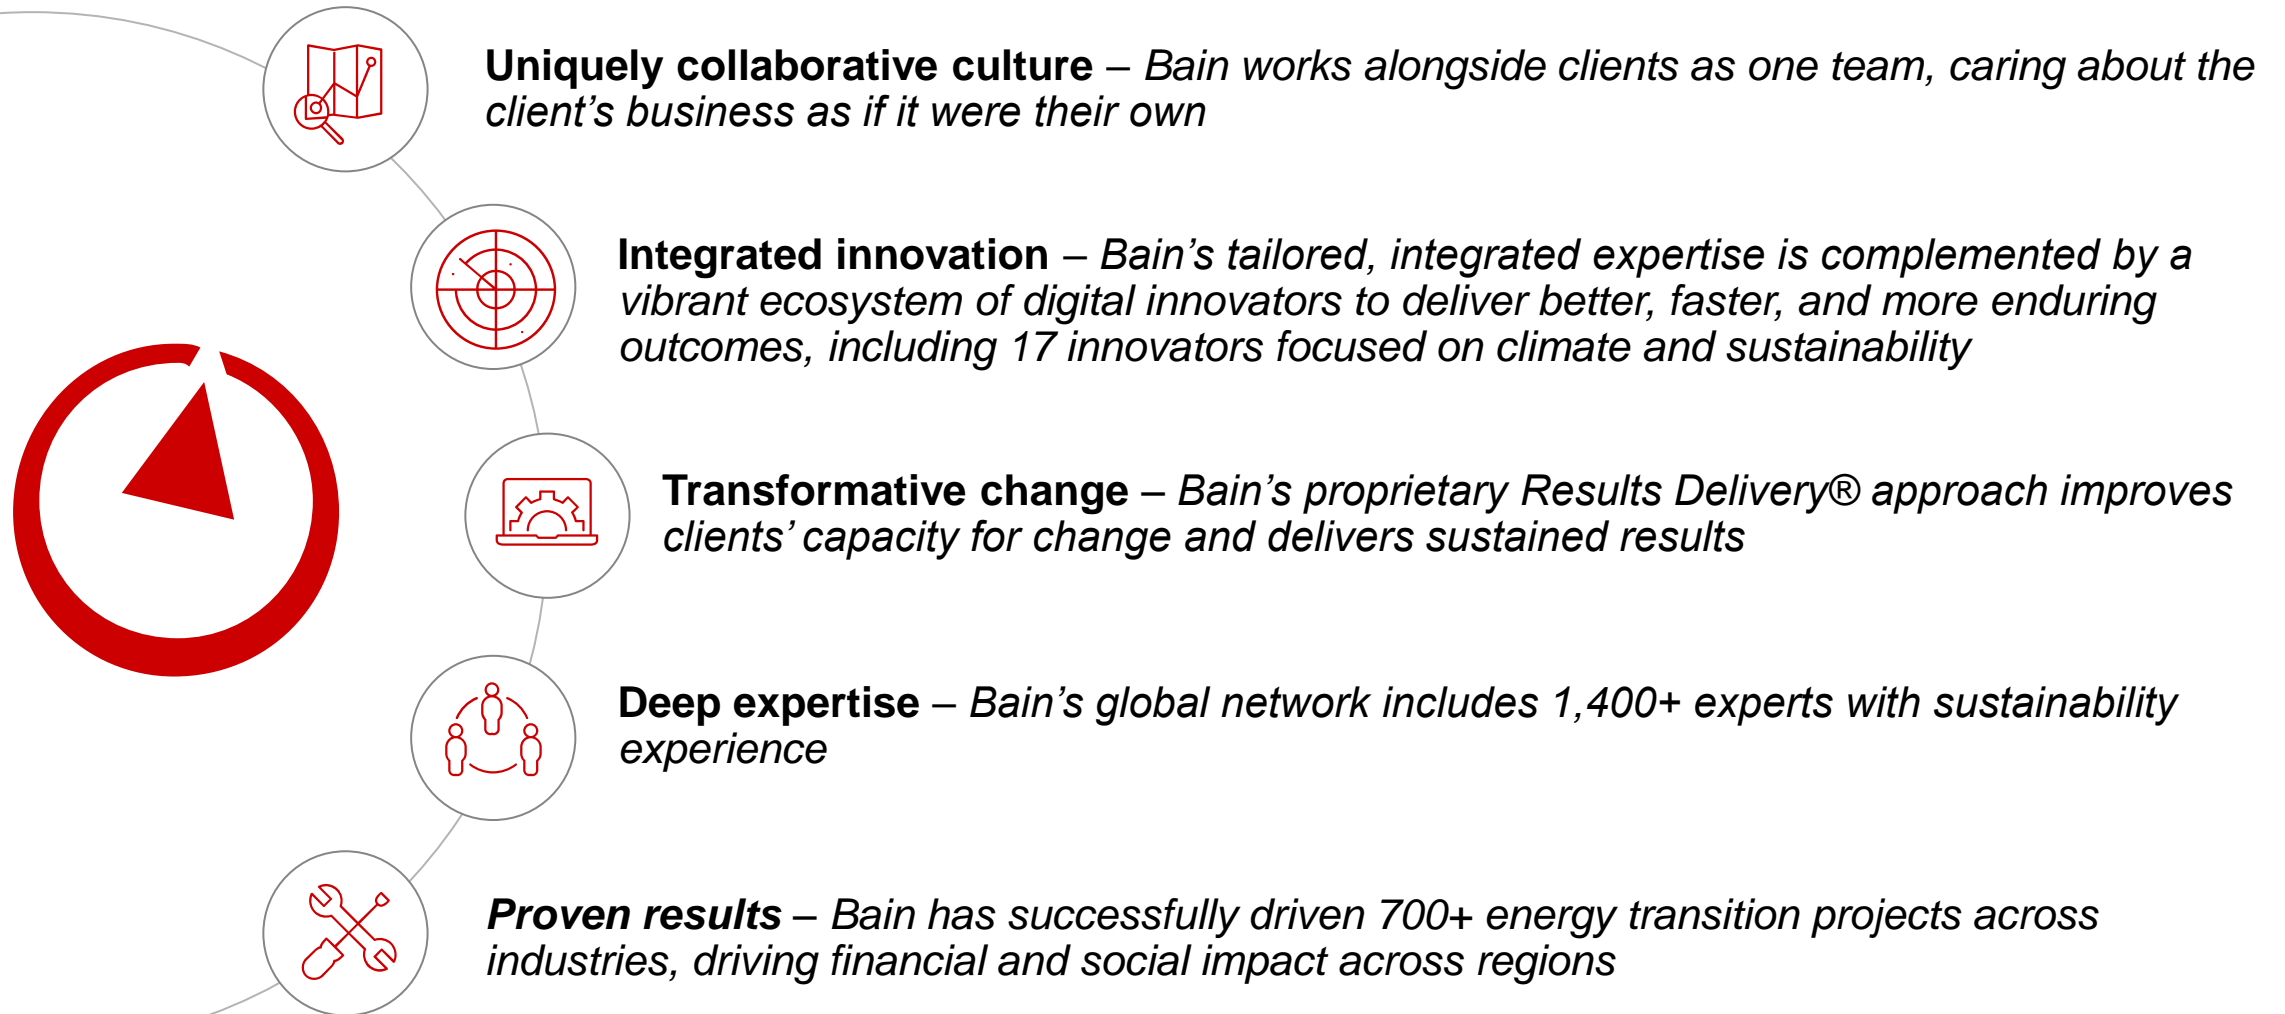 Uniquely collaborative culture – Bain works alongside clients as one team, caring about the
client’s business as if it were their own
Integrated innovation – Bain’s tailored, integrated expertise is complemented by a
vibrant ecosystem of digital innovators to deliver better, faster, and more enduring
outcomes, including 17 innovators focused on climate and sustainability
Transformative change – Bain’s proprietary Results Delivery® approach improves
clients’ capacity for change and delivers sustained results
Deep expertise – Bain’s global network includes 1,400+ experts with sustainability
experience
Proven results – Bain has successfully driven 700+ energy transition projects across
industries, driving financial and social impact across regions